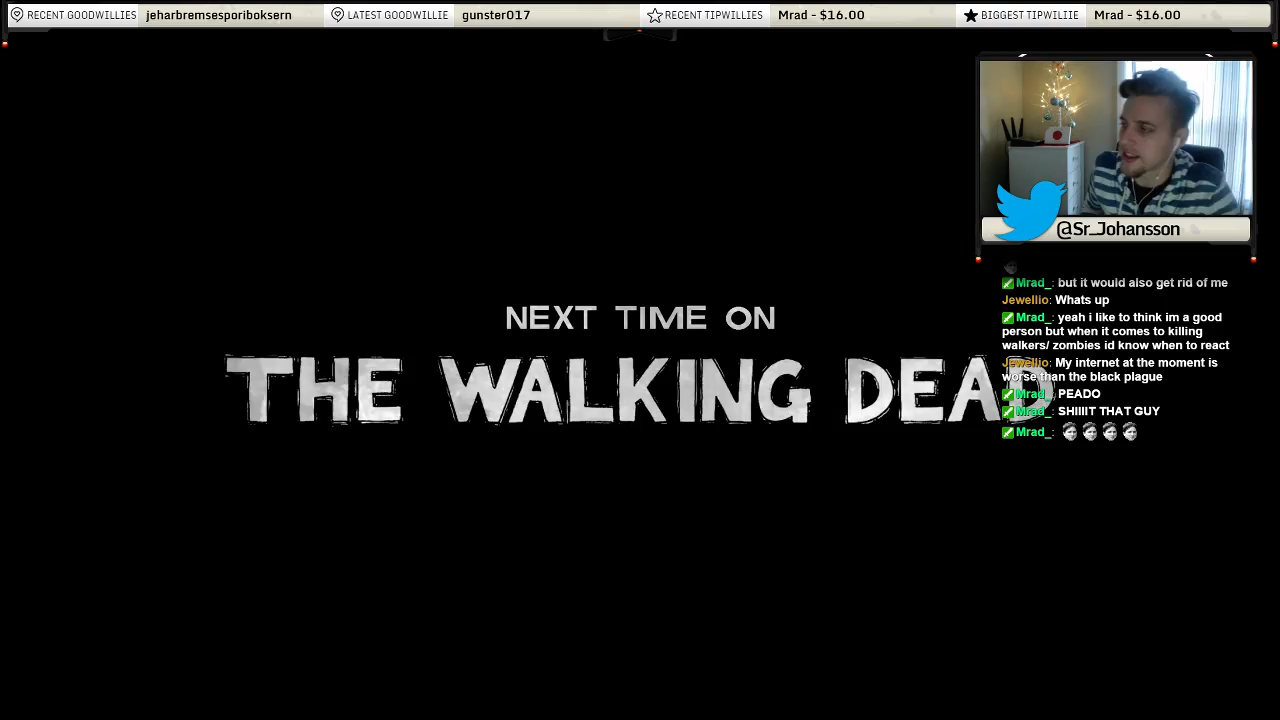 RECENT GOODWILLIES jeharbremsesporiboksern LATEST GOODWILLIE gunster017 RECENT TIPWILLIES Mrad - $16.00 BIGGEST TIPWILIIE Mrad - $16.00
@Sr_Johansson
Mrad_: but it would also get rid of me
Jewellio: Whats up
Mrad_: yeah i like to think im a good
person but when it comes to killing
walkers/ zombies id know when to react
Jewellio: My internet at the moment is
worse than the black plague
Mrad_: PEADO
Mrad_: SHIIIIT THAT GUY
Mrad_:
NEXT TIME ON
THE WALKING DEAD